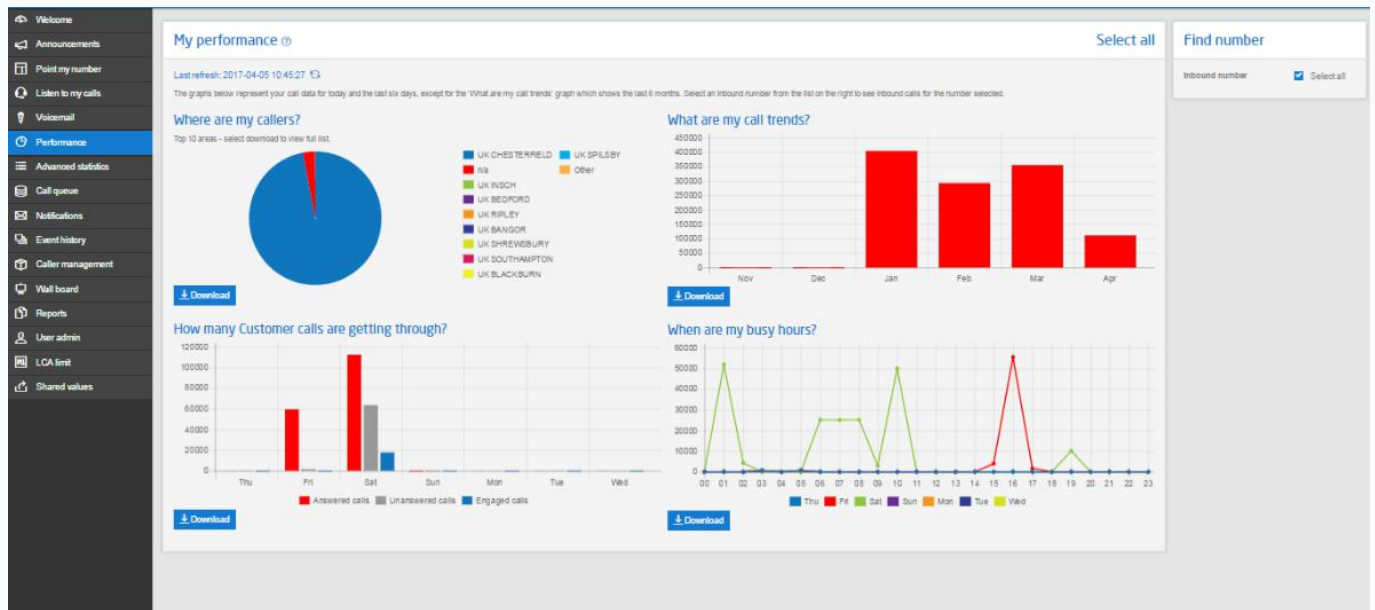 Welcome
Announcements
Point my number
Listen to my calls
Voicemail
Performance
Advanced statistics
Call queue
Notifications
Event history
Caller management
Wall board
Reports
User admin
LCA limit
Shared values
My performance
Select all
Last refresh: 2017-04-05 10:45:27
The graphs below represent your call data for today and the last six days, except for the 'What are my call trends' graph which shows the last 6 months. Select an inbound number from the list on the right to see inbound calls for the number selected.
Where are my callers?
Top 10 areas - select download to view full list.
UK CHESTERFIELD UK SPILSBY
n/a Other
UK INSCH
UK BEDFORD
UK RIPLEY
UK BANGOR
UK SHREWSBURY
UK SOUTHAMPTON
UK BLACKBURN
Download
What are my call trends?
450000
400000
350000
300000
250000
200000
150000
100000
50000
0
Nov Dec Jan Feb Mar Apr
Download
How many Customer calls are getting through?
120000
100000
80000
60000
40000
20000
0
Thu Fri Sat Sun Mon Tue Wed
Answered calls Unanswered calls Engaged calls
Download
When are my busy hours?
60000
50000
40000
30000
20000
10000
0
00 01 02 03 04 05 06 07 08 09 10 11 12 13 14 15 16 17 18 19 20 21 22 23
Thu Fri Sat Sun Mon Tue Wed
Download
Find number
Inbound number Select all